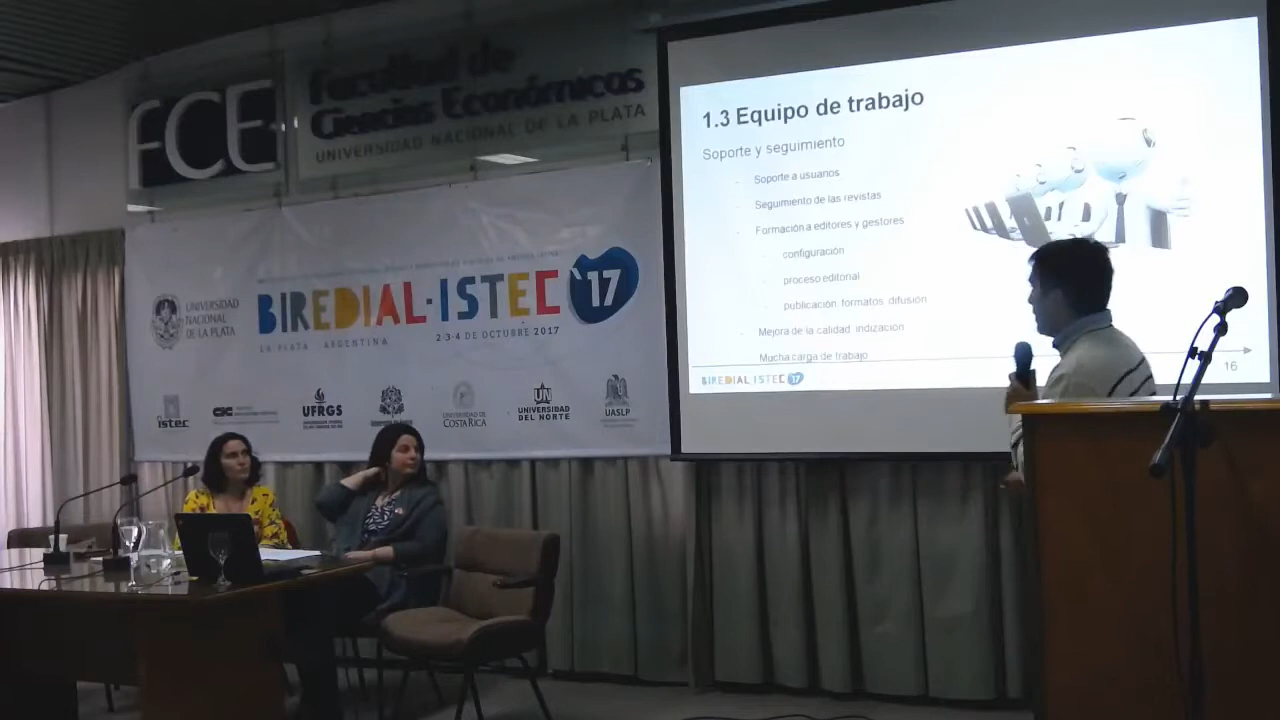 FCE
Facultad de
Ciencias Económicas
UNIVERSIDAD NACIONAL DE LA PLATA
UNIVERSIDAD
NACIONAL
DE LA PLATA
BIREDIAL-ISTEC '17
LA PLATA ARGENTINA
2-3-4 DE OCTUBRE 2017
istec
UFRGS
UNIVERSIDAD DE
COSTA RICA
UN
UNIVERSIDAD
DEL NORTE
UASLP
1.3 Equipo de trabajo
Soporte y seguimiento
- Soporte a usuarios
- Seguimiento de las revistas
- Formación a editores y gestores
- configuración
- proceso editorial
- publicación: formatos, difusión
- Mejora de la calidad: indización
Mucha carga de trabajo
BIREDIAL-ISTEC 17
16